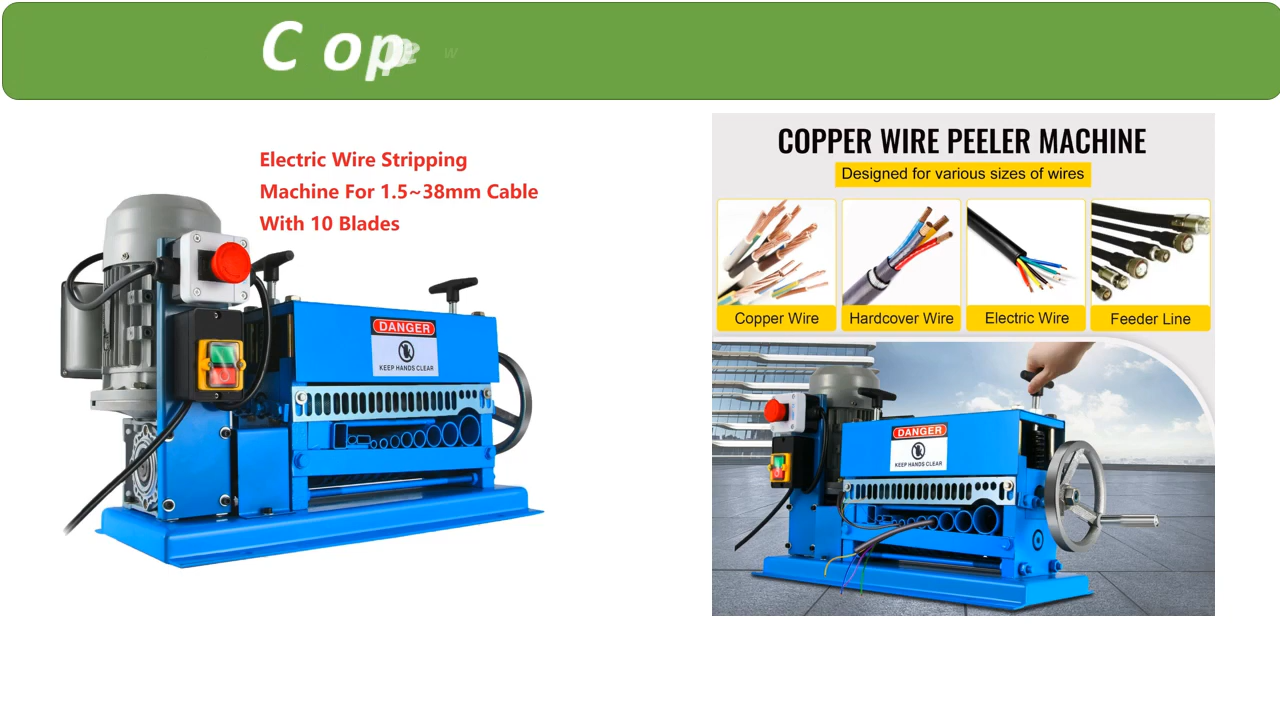 Cop
Electric Wire Stripping
Machine For 1.5~38mm Cable
With 10 Blades
DANGER
KEEP HANDS CLEAR
COPPER WIRE PEELER MACHINE
Designed for various sizes of wires
Copper Wire
Hardcover Wire
Electric Wire
Feeder Line
DANGER
KEEP HANDS CLEAR